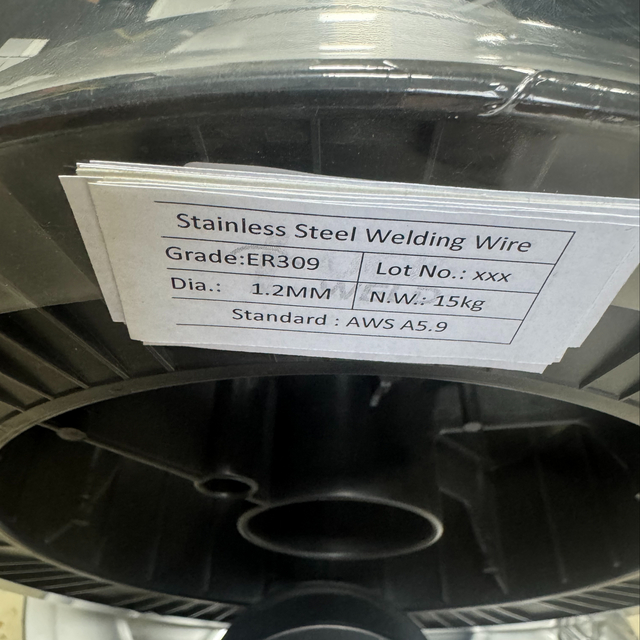 Stainless Steel Welding Wire
Grade:ER309 Lot No.: xxx
Dia.: 1.2MM N.W.: 15kg
Standard : AWS A5.9